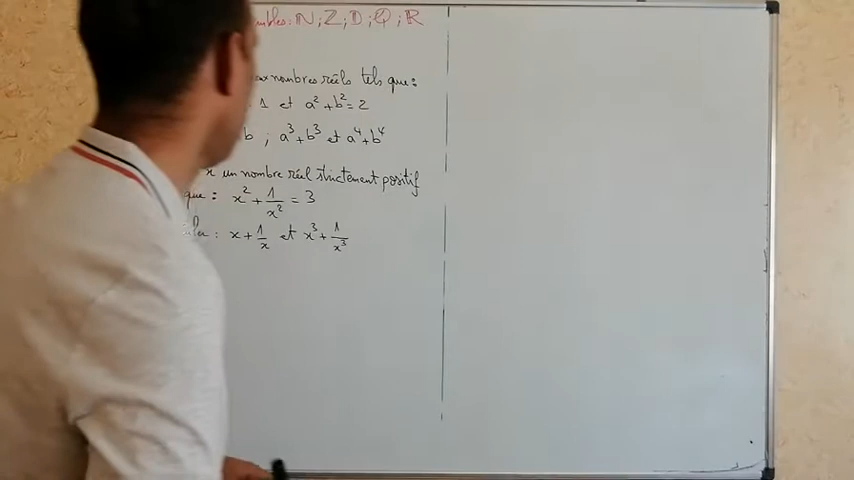 mbles : ℕ ; ℤ ; 𝔻 ; ℚ ; ℝ
x nombres réels tels que :
1 et a² + b² = 2
b ; a³ + b³ et a⁴ + b⁴
x un nombre réel strictement positif
que : x² + 1/x² = 3
: x + 1/x et x³ + 1/x³